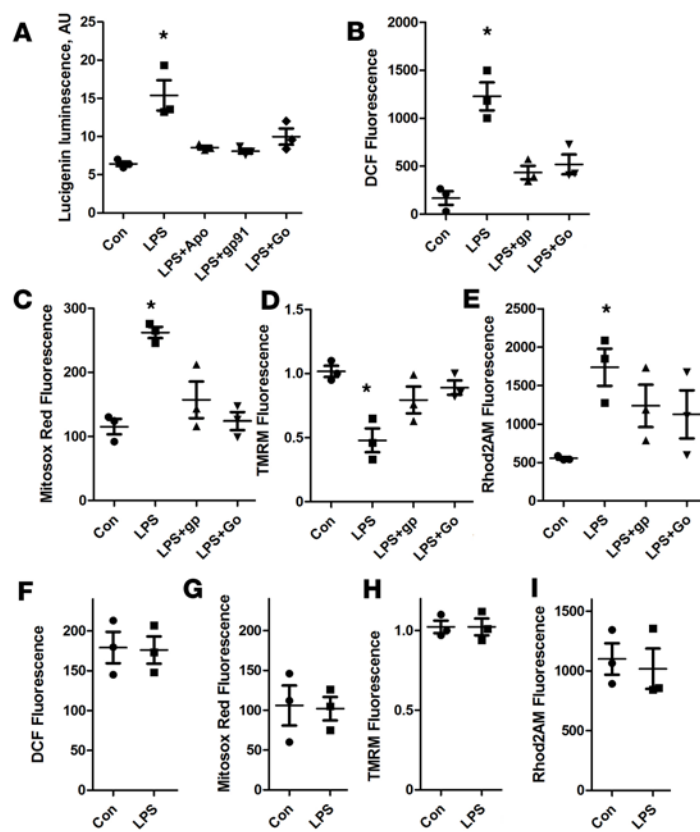 A
Lucigenin luminescence, AU
25
20
15
10
5
0
*
Con
LPS
LPS+Apo
LPS+gp91
LPS+Go
B
DCF Fluorescence
2000
1500
1000
500
0
*
Con
LPS
LPS+gp
LPS+Go
C
Mitosox Red Fluorescence
300
200
100
0
*
Con
LPS
LPS+gp
LPS+Go
D
TMRM Fluorescence
1.5
1.0
0.5
0.0
*
Con
LPS
LPS+gp
LPS+Go
E
Rhod2AM Fluorescence
2500
2000
1500
1000
500
0
*
Con
LPS
LPS+gp
LPS+Go
F
DCF Fluorescence
200
150
100
50
0
Con
LPS
G
Mitosox Red Fluorescence
200
150
100
50
0
Con
LPS
H
TMRM Fluorescence
1.0
0.5
0.0
Con
LPS
I
Rhod2AM Fluorescence
1500
1000
500
0
Con
LPS